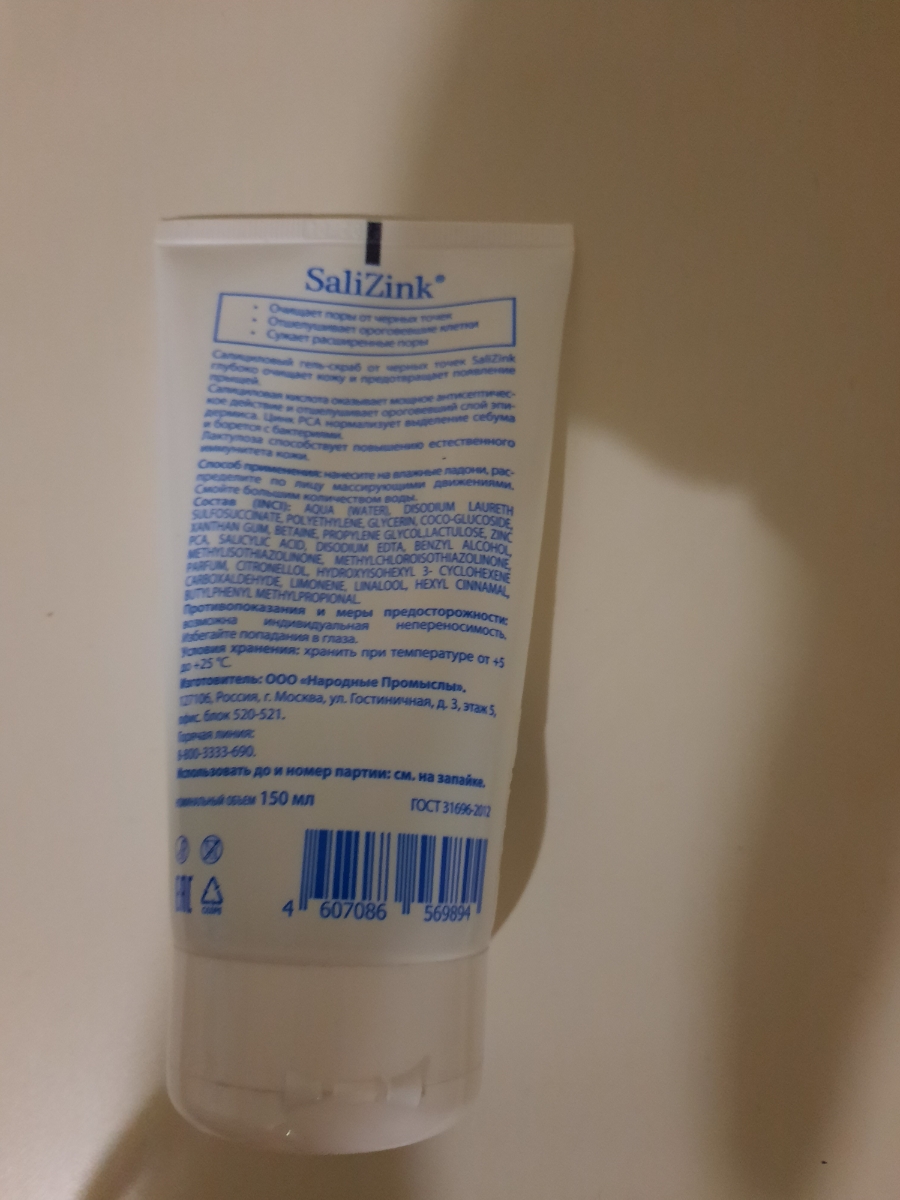 SaliZink®
• Очищает поры от черных точек
• Отшелушивает ороговевшие клетки
• Сужает расширенные поры
Салициловый гель-скраб от черных точек SaliZink
глубоко очищает кожу и предотвращает появление
прыщей.
Салициловая кислота оказывает мощное антисептичес-
кое действие и отшелушивает ороговевший слой эпи-
дермиса. Цинк PCA нормализует выделение себума
и борется с бактериями.
Лактулоза способствует повышению естественного
иммунитета кожи.
Способ применения: нанесите на влажные ладони, рас-
пределите по лицу массирующими движениями.
Смойте большим количеством воды.
Состав (INCI): AQUA (WATER), DISODIUM LAURETH
SULFOSUCCINATE, POLYETHYLENE, GLYCERIN, COCO-GLUCOSIDE,
XANTHAN GUM, BETAINE, PROPYLENE GLYCOL,LACTULOSE, ZINC
PCA, SALICYLIC ACID, DISODIUM EDTA, BENZYL ALCOHOL,
METHYLISOTHIAZOLINONE, METHYLCHLOROISOTHIAZOLINONE,
PARFUM, CITRONELLOL, HYDROXYISOHEXYL 3- CYCLOHEXENE
CARBOXALDEHYDE, LIMONENE, LINALOOL, HEXYL CINNAMAL,
BUTYLPHENYL METHYLPROPIONAL.
Противопоказания и меры предосторожности:
возможна индивидуальная непереносимость.
Избегайте попадания в глаза.
Условия хранения: хранить при температуре от +5
до +25 °C.
Изготовитель: ООО «Народные Промыслы»,
127106, Россия, г. Москва, ул. Гостиничная, д. 3, этаж 5,
офис. блок 520-521.
Горячая линия:
8-800-3333-690.
Использовать до и номер партии: см. на запайке.
номинальный объем 150 мл
ГОСТ 31696-2012
EAC
4 607086 569894